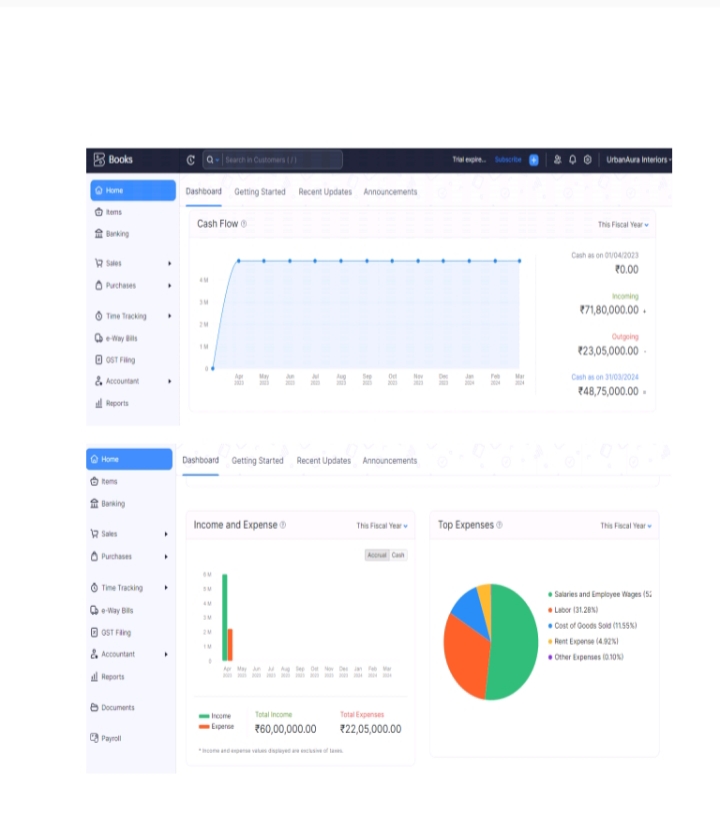 Books
Search in Customers ( / )
Trial expire... Subscribe
UrbanAura Interiors
Home
Items
Banking
Sales
Purchases
Time Tracking
e-Way Bills
GST Filing
Accountant
Reports
Dashboard Getting Started Recent Updates Announcements
Cash Flow
This Fiscal Year
4 M
3 M
2 M
1 M
0
Apr May Jun Jul Aug Sep Oct Nov Dec Jan Feb Mar
2023 2023 2023 2023 2023 2023 2023 2023 2023 2024 2024 2024
Cash as on 01/04/2023
₹0.00
Incoming
₹71,80,000.00 +
Outgoing
₹23,05,000.00 -
Cash as on 31/03/2024
₹48,75,000.00 =
Home
Items
Banking
Sales
Purchases
Time Tracking
e-Way Bills
GST Filing
Accountant
Reports
Documents
Payroll
Dashboard Getting Started Recent Updates Announcements
Income and Expense
This Fiscal Year
Accrual Cash
6 M
5 M
4 M
3 M
2 M
1 M
0
Apr May Jun Jul Aug Sep Oct Nov Dec Jan Feb Mar
2023 2023 2023 2023 2023 2023 2023 2023 2023 2024 2024 2024
Income
Expense
Total Income
₹60,00,000.00
Total Expenses
₹22,05,000.00
* Income and expense values displayed are exclusive of taxes.
Top Expenses
This Fiscal Year
Salaries and Employee Wages (52
Labor (31.28%)
Cost of Goods Sold (11.55%)
Rent Expense (4.92%)
Other Expenses (0.10%)